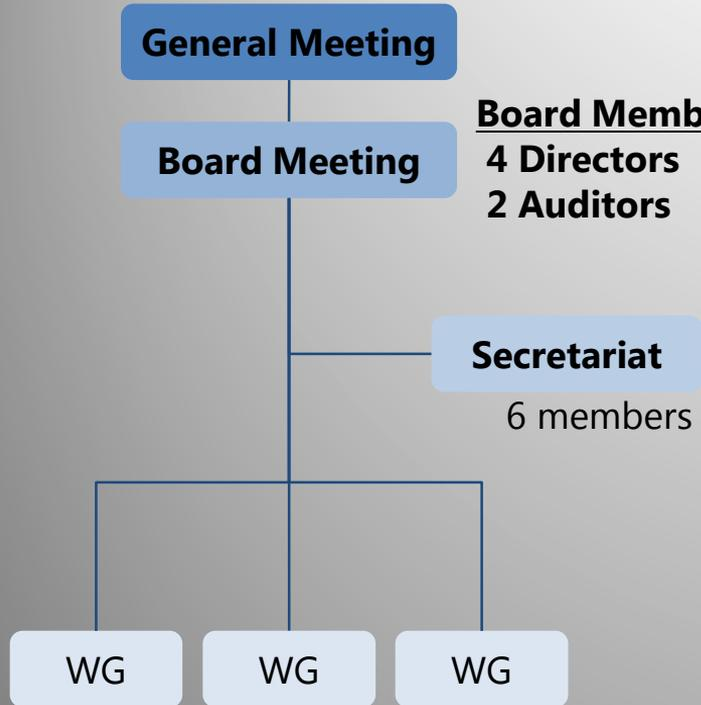 General Meeting
Board Meeting
Board Memb
4 Directors
2 Auditors
Secretariat
6 members
WG
WG
WG